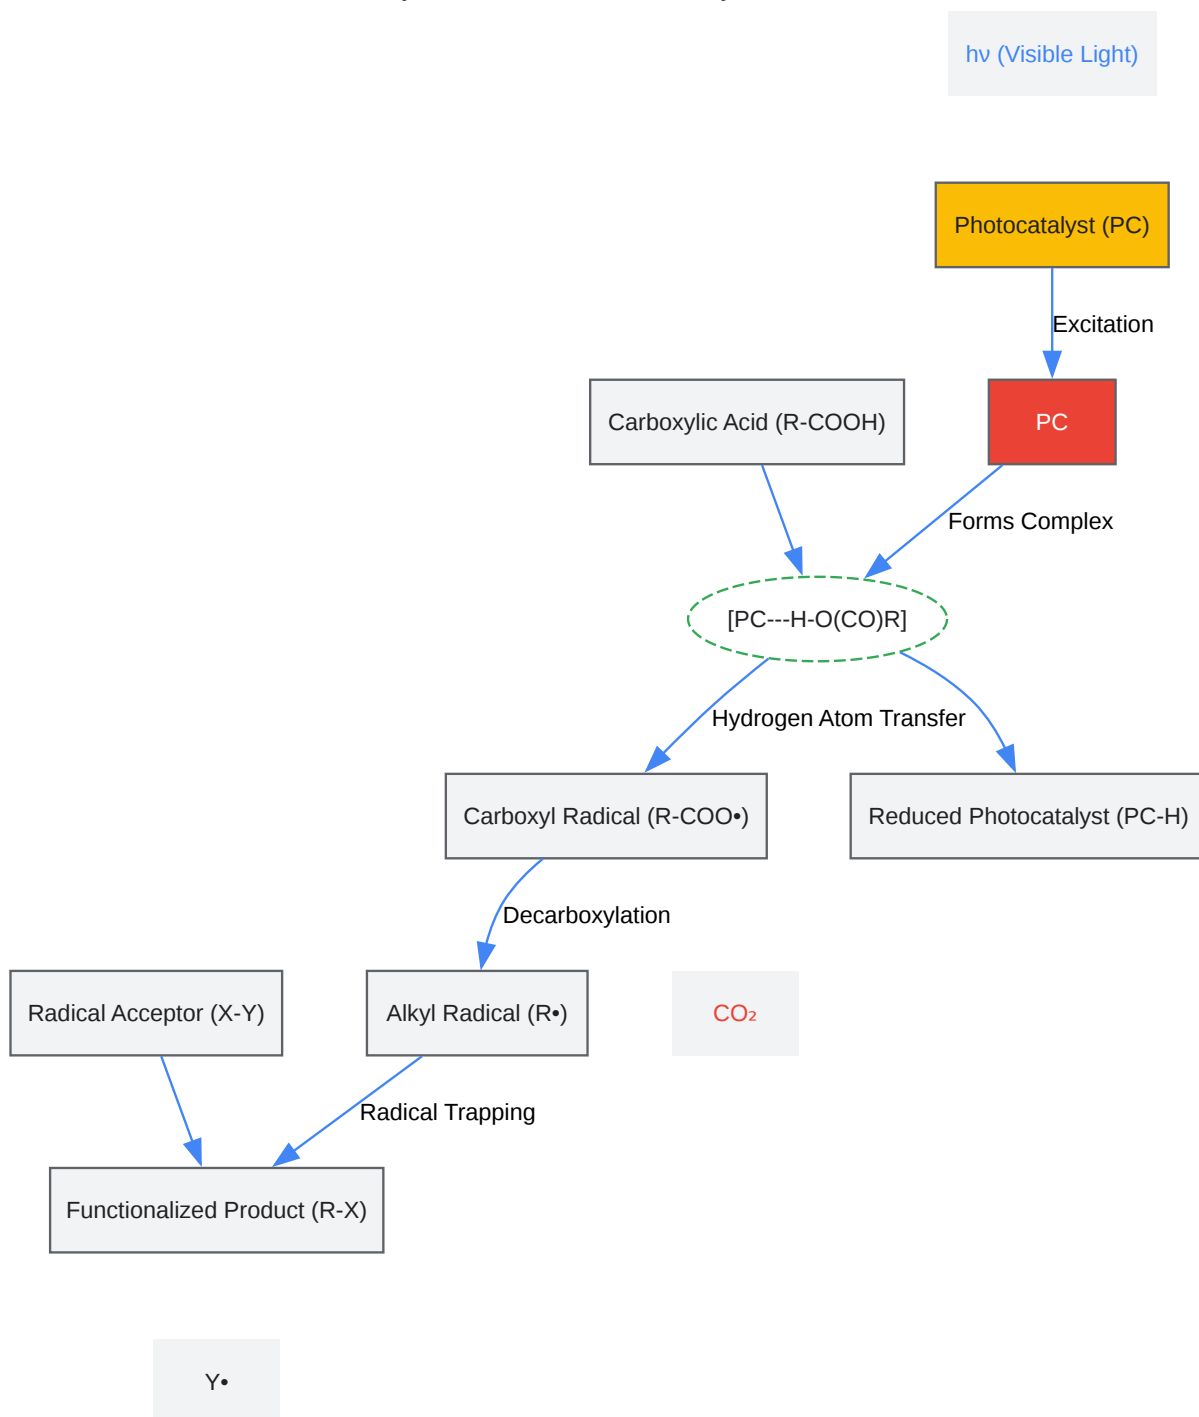 hν (Visible Light)
Photocatalyst (PC)
Excitation
Carboxylic Acid (R-COOH)
PC
Forms Complex
[PC---H-O(CO)R]
Hydrogen Atom Transfer
Carboxyl Radical (R-COO•)
Reduced Photocatalyst (PC-H)
Decarboxylation
Radical Acceptor (X-Y)
Alkyl Radical (R•)
CO₂
Radical Trapping
Functionalized Product (R-X)
Y•